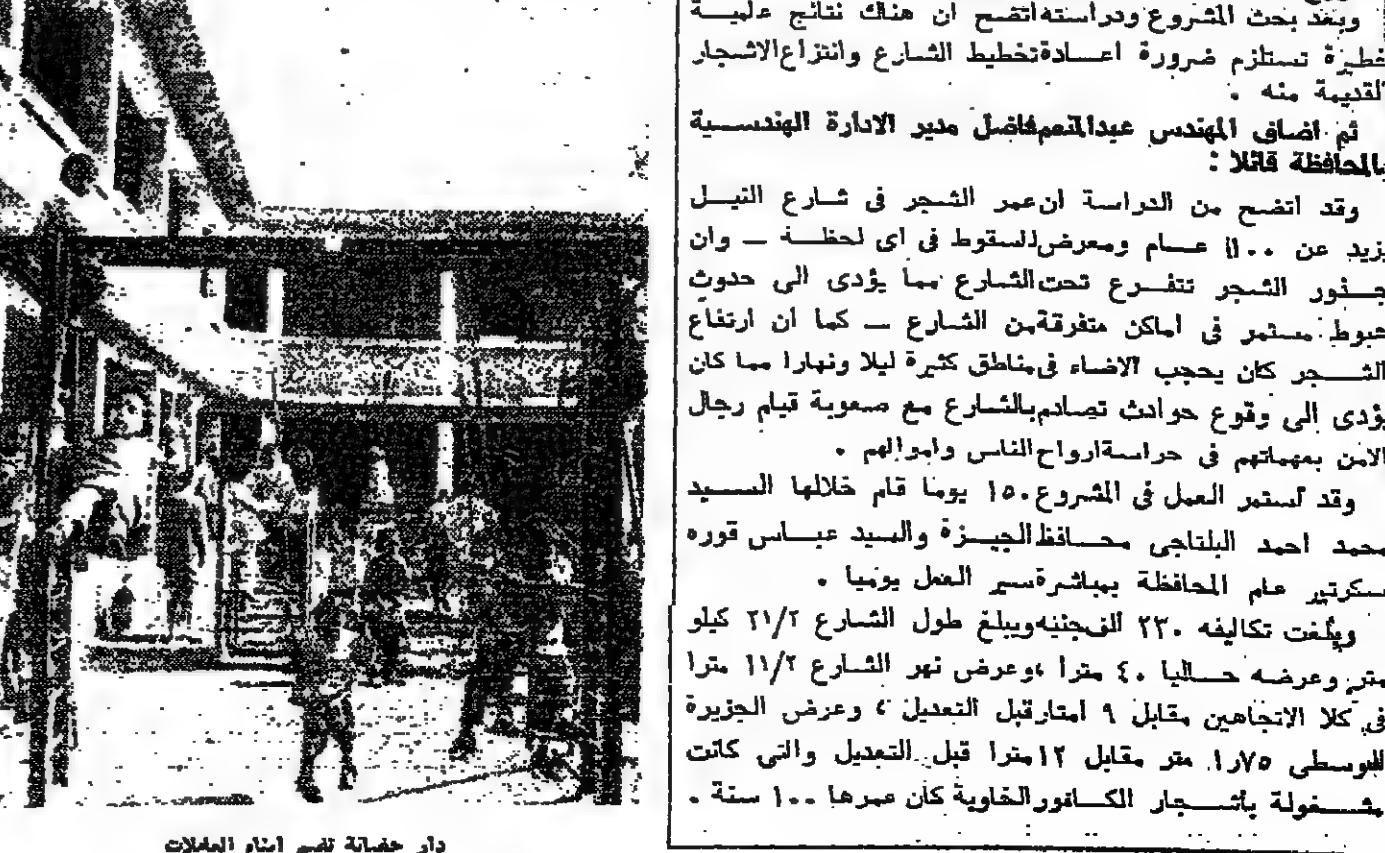 وبعد بحث المشروع ودراسته اتضح ان هناك نتائج علمية
خطيرة تستلزم ضرورة اعادة تخطيط الشارع وانتزاع الاشجار
القديمة منه .
ثم اضاف المهندس عبدالمنعم فاضل مدير الادارة الهندسية
بالمحافظة قائلا :
وقد اتضح من الدراسة ان عمر الشجر فى شارع النيل
يزيد عن ١٠٠ عام ومعرض للسقوط فى اى لحظة — وان
جذور الشجر تتفرع تحت الشارع مما يؤدى الى حدوث
هبوط مستمر فى اماكن متفرقة من الشارع — كما ان ارتفاع
الشجر كان يحجب الاضاء فى مناطق كثيرة ليلا ونهارا مما كان
يؤدى الى وقوع حوادث تصادم بالشارع مع صعوبة قيام رجال
الامن بمهماتهم فى حراسة ارواح الناس واموالهم .
وقد استمر العمل فى المشروع ١٥٠ يوما قام خلالها السيد
محمد احمد البلتاجى محافظ الجيزة والسيد عباس قوره
سكرتير عام المحافظة بمباشرة سير العمل يوميا .
وبلغت تكاليفه ٢٣٠ الف جنيه ويبلغ طول الشارع ٢١/٢ كيلو
متر وعرضه حاليا ٤٠ مترا ، وعرض نهر الشارع ١١/٢ مترا
فى كلا الاتجاهين مقابل ٩ امتار قبل التعديل ، وعرض الجزيرة
الوسطى ١٫٧٥ متر مقابل ١٢ مترا قبل التعديل والتى كانت
مشغولة بأشجار الكافور الخاوية كان عمرها ١٠٠ سنة .
دار حضانة تضم ابناء العاملات